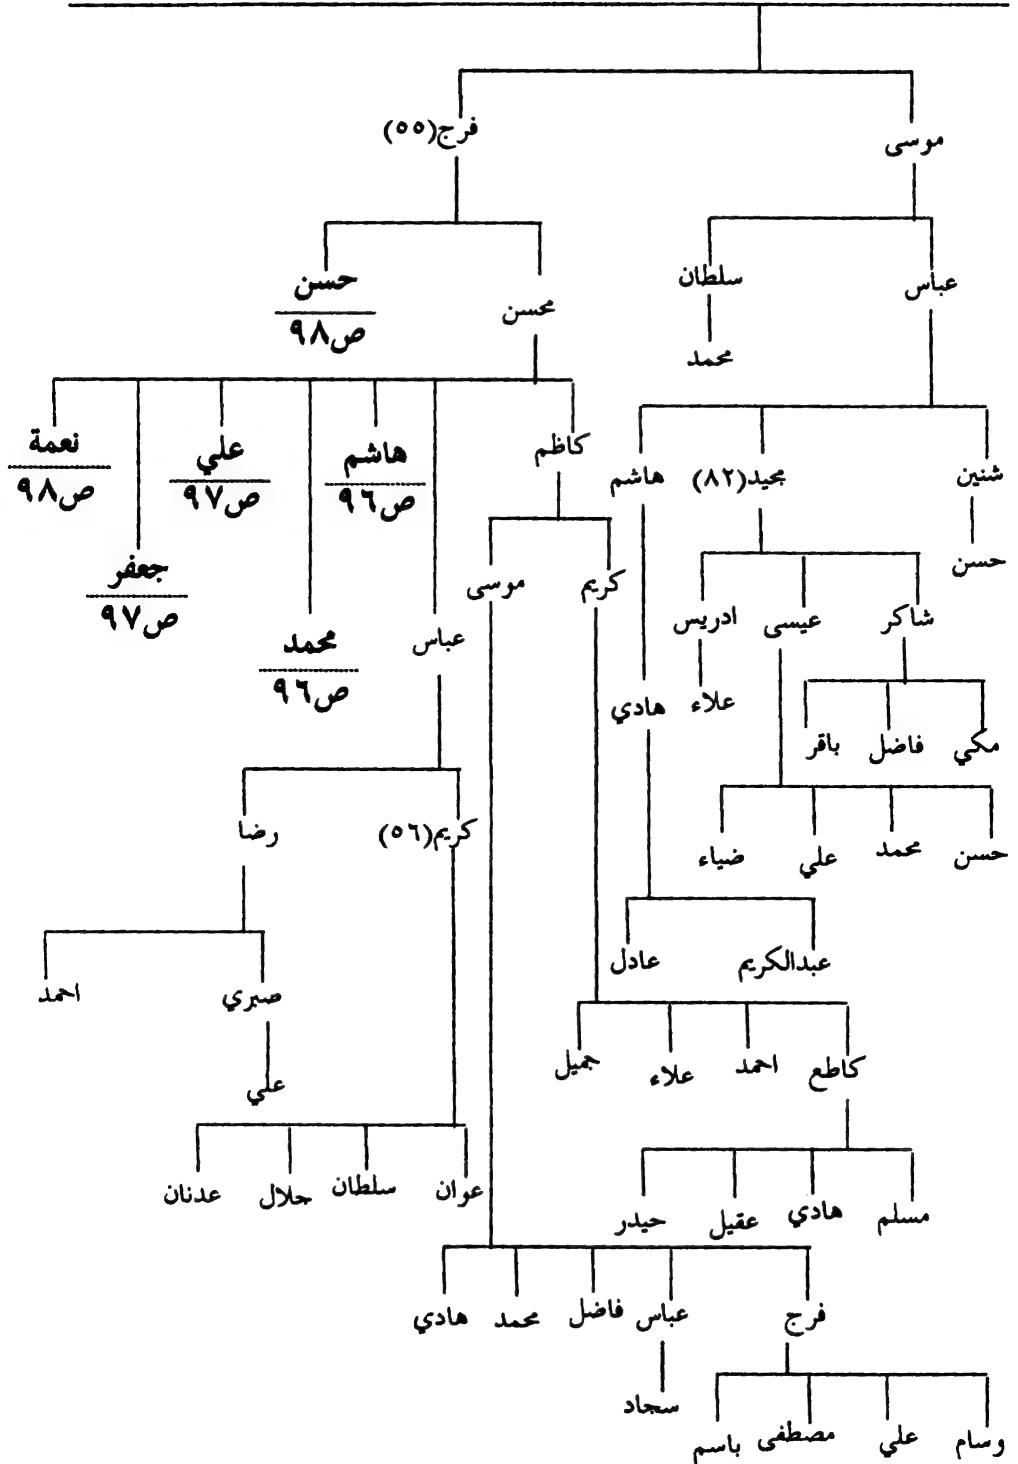 موسى
فرج(٥٥)
عباس
سلطان
محمد
محسن
حسن
ص٩٨
شنين
مجيد(٨٢)
هاشم
كاظم
هاشم
ص٩٦
علي
ص٩٧
نعمة
ص٩٨
حسن
جعفر
ص٩٧
كريم
موسى
شاكر
عيسى
ادريس
عباس
محمد
ص٩٦
علاء
هادي
مكي
فاضل
باقر
حسن
محمد
علي
ضياء
كريم(٥٦)
رضا
عبدالكريم
عادل
صبري
احمد
كاطع
احمد
علاء
جميل
علي
عوان
سلطان
جلال
عدنان
مسلم
هادي
عقيل
حيدر
فرج
عباس
فاضل
محمد
هادي
سجاد
وسام
علي
مصطفى
باسم